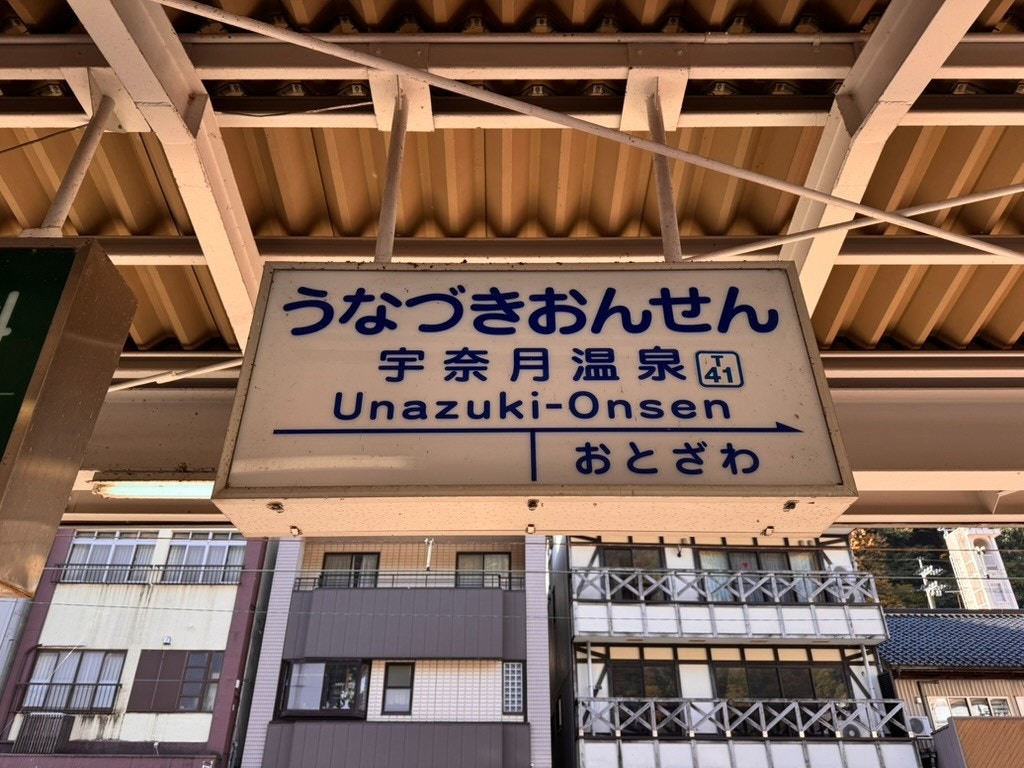 うなづきおんせん
宇奈月温泉 T 41
Unazuki-Onsen
おとざわ
4